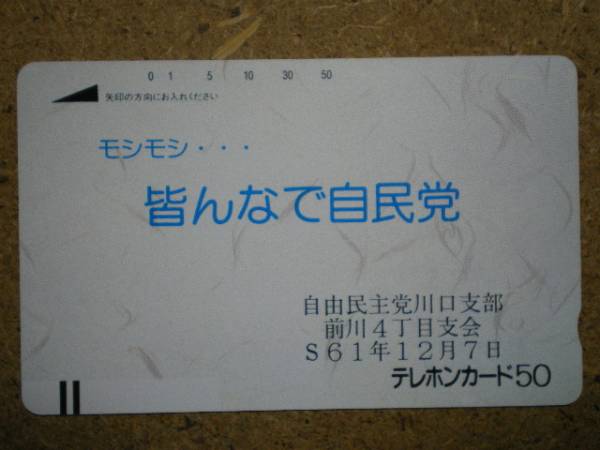 0 1 5 10 30 50
矢印の方向にお入れください
モシモシ・・・
皆んなで自民党
自由民主党川口支部
前川4丁目支会
S61年12月7日
テレホンカード50